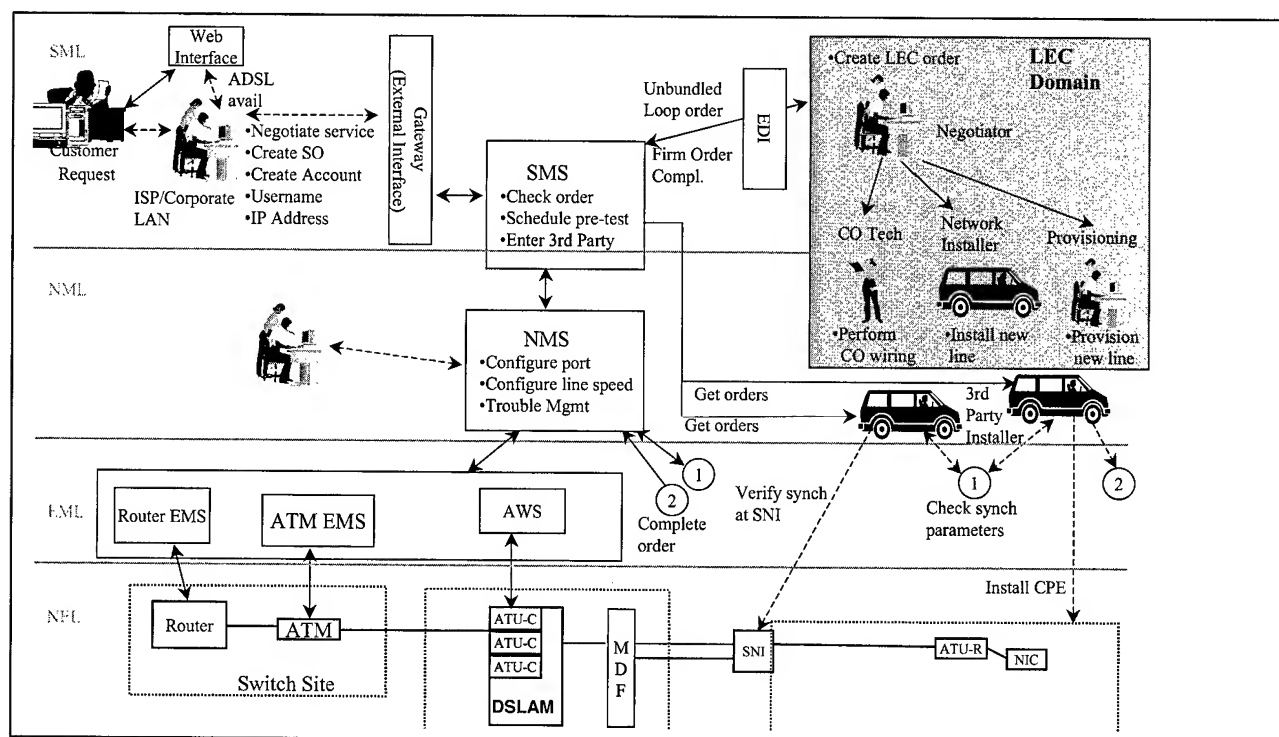 SML
Web
Interface
ADSL
avail
Customer
Request
ISP/Corporate
LAN
•Negotiate service
•Create SO
•Create Account
•Username
•IP Address
Gateway
(External Interface)
SMS
•Check order
•Schedule pre-test
•Enter 3rd Party
Unbundled
Loop order
Firm Order
Compl.
EDI
•Create LEC order
LEC
Domain
Negotiator
CO Tech
Network
Installer
Provisioning
•Perform
CO wiring
•Install new
line
•Provision
new line
NML
NMS
•Configure port
•Configure line speed
•Trouble Mgmt
Get orders
Get orders
3rd
Party
Installer
EML
Router EMS
ATM EMS
AWS
1
2
Complete
order
Verify synch
at SNI
1
Check synch
parameters
2
NEL
Router
ATM
Switch Site
ATU-C
ATU-C
ATU-C
DSLAM
M
D
F
SNI
Install CPE
ATU-R
NIC